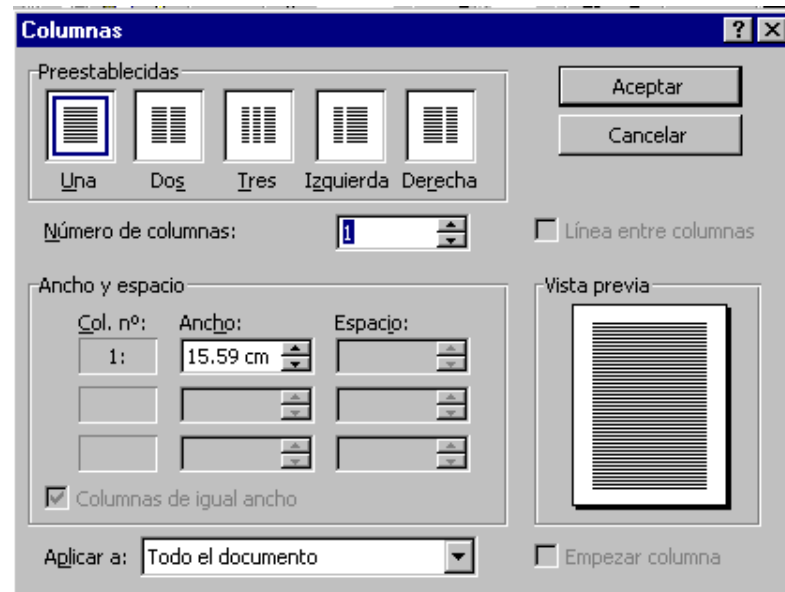 Columnas
Preestablecidas
Una Dos Tres Izquierda Derecha
Aceptar
Cancelar
Número de columnas: 1
Línea entre columnas
Ancho y espacio
Col. nº: Ancho: Espacio:
1: 15.59 cm
Columnas de igual ancho
Vista previa
Aplicar a: Todo el documento
Empezar columna